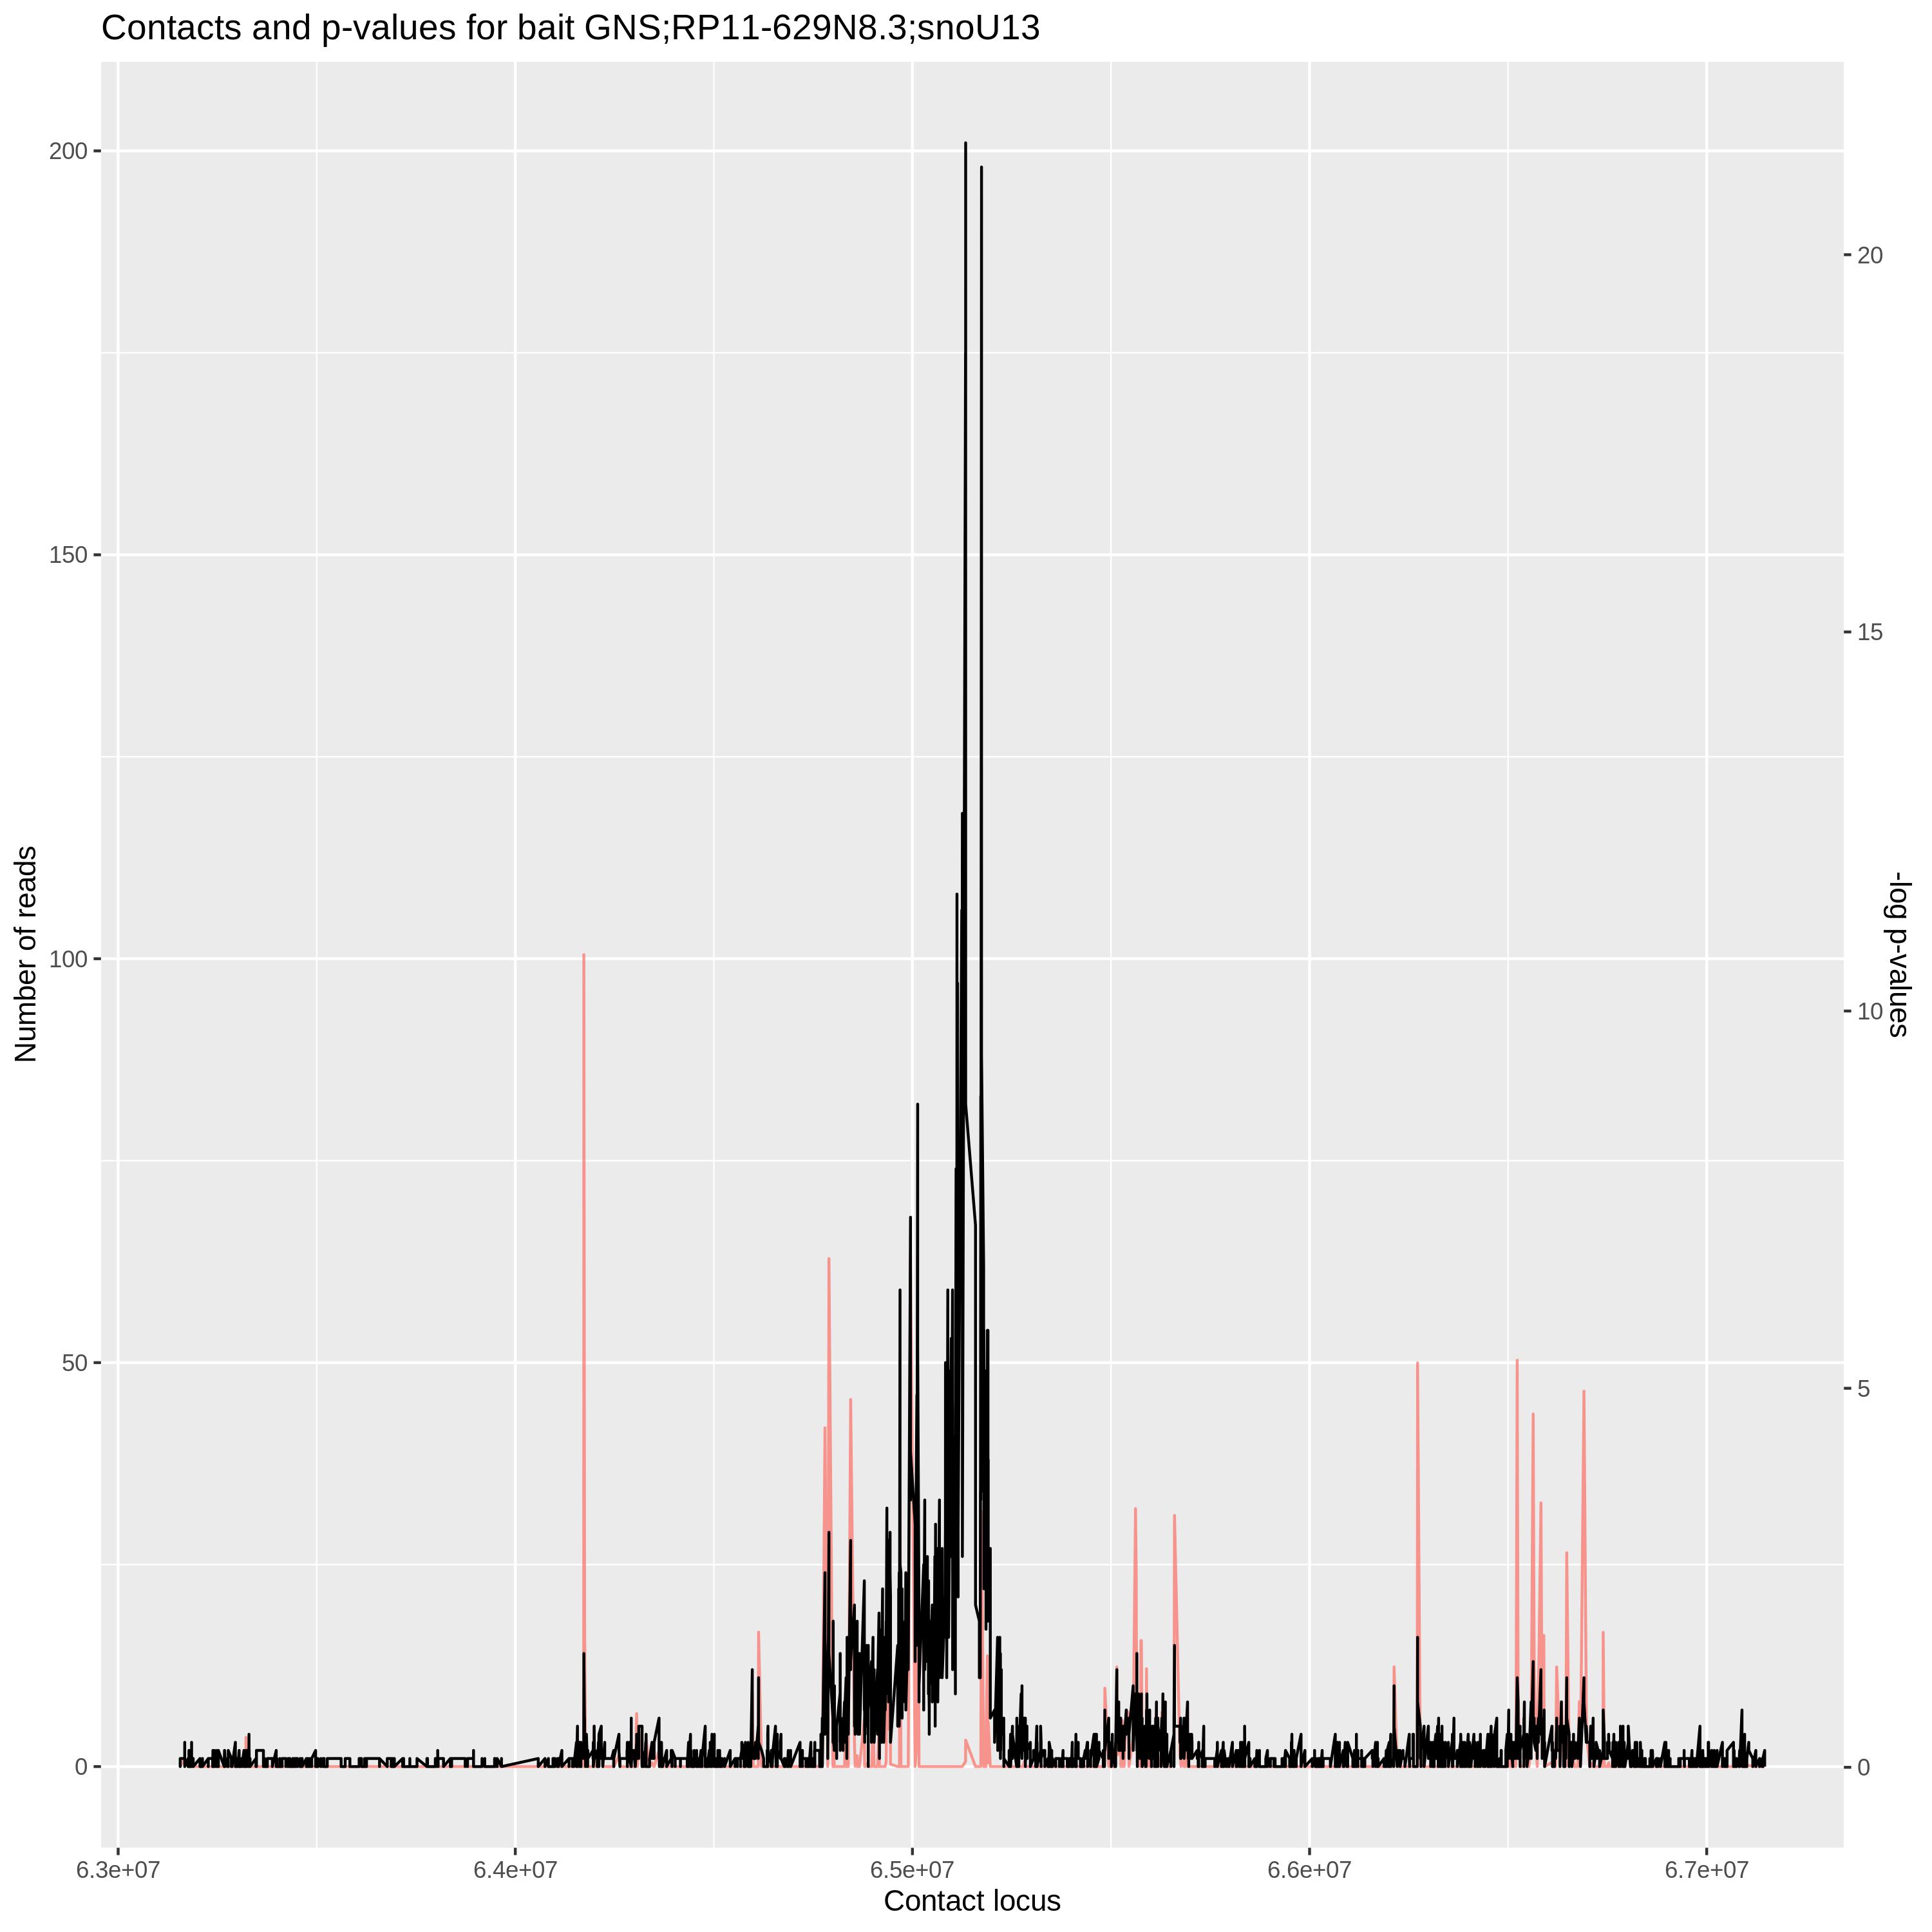 Contacts and p-values for bait GNS;RP11-629N8.3;snoU13
200
150
100
50
0
Number of reads
20
15
10
5
0
-log p-values
6.3e+07
6.4e+07
6.5e+07
6.6e+07
6.7e+07
Contact locus